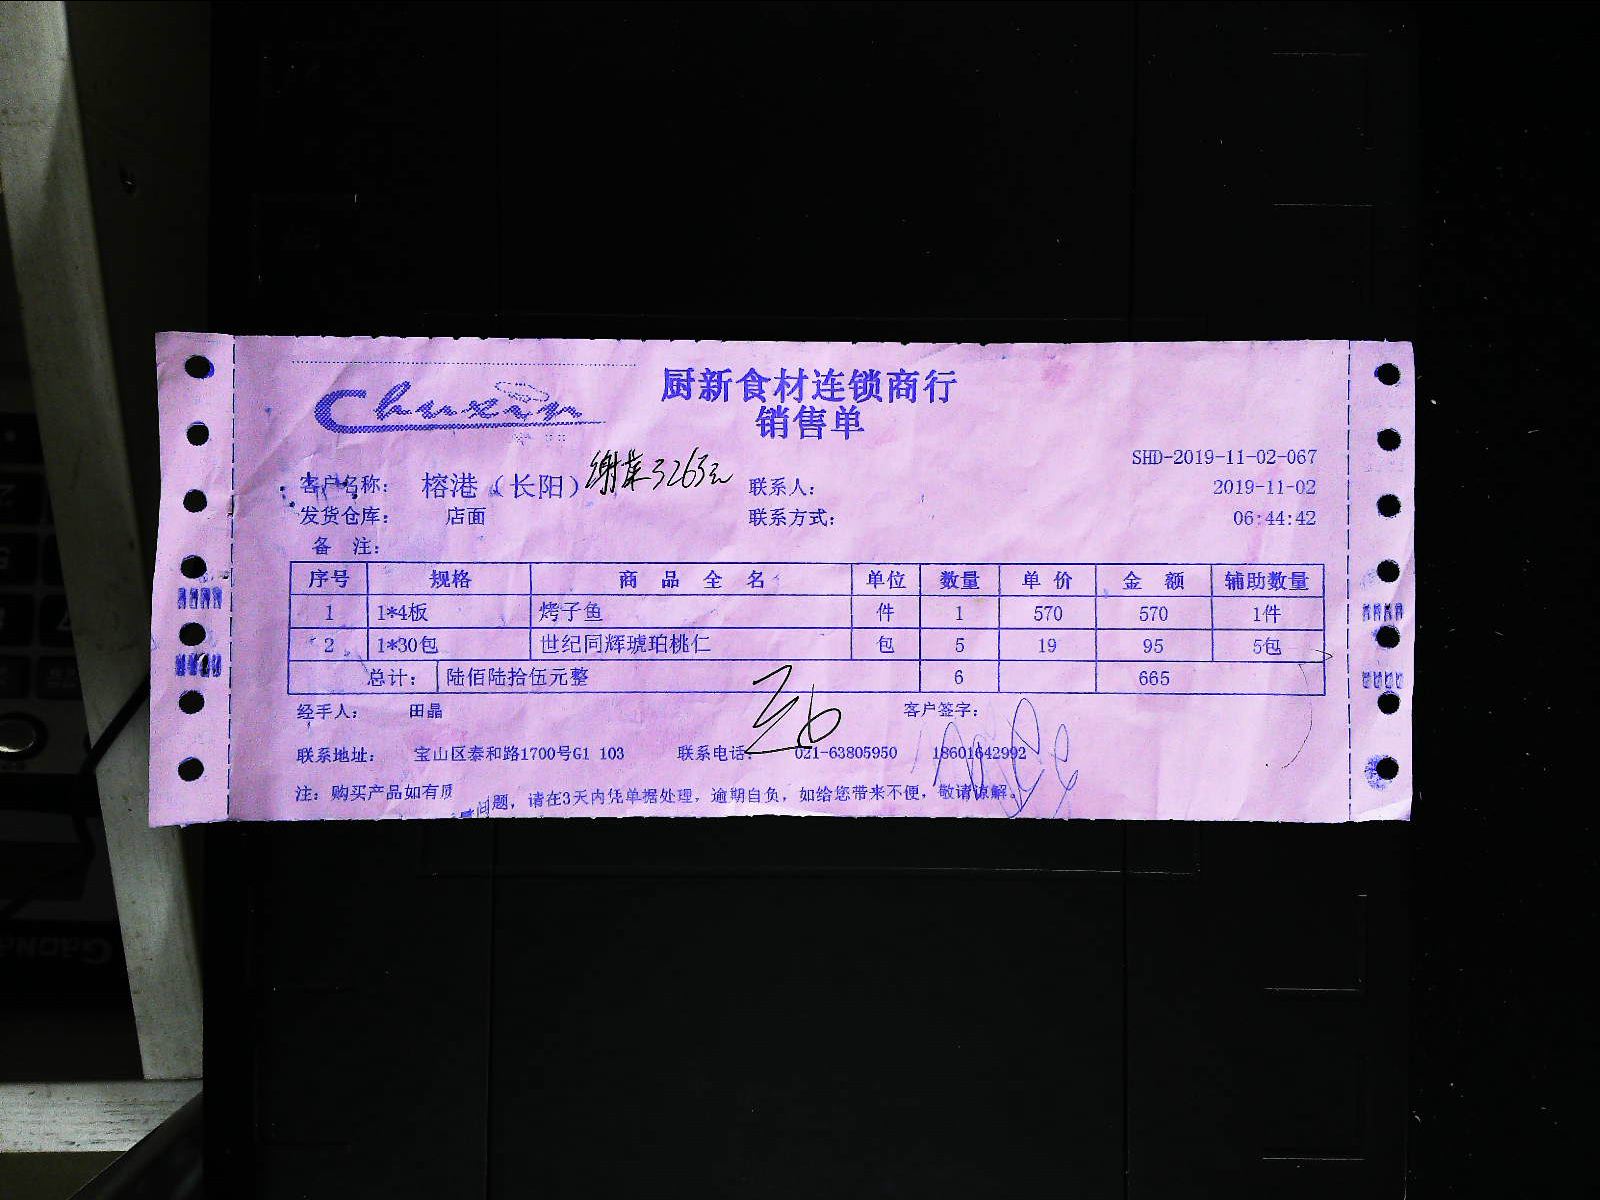 Chuxin
厨新食材连锁商行
销售单
SHD-2019-11-02-067
客户名称: 榕港（长阳） 联系人: 2019-11-02
发货仓库: 店面 联系方式: 06:44:42
备 注:
序号 规格 商 品 全 名 单位 数量 单 价 金 额 辅助数量
1 1*4板 烤子鱼 件 1 570 570 1件
2 1*30包 世纪同辉琥珀桃仁 包 5 19 95 5包
总计: 陆佰陆拾伍元整 6 665
经手人: 田晶 客户签字:
联系地址: 宝山区泰和路1700号G1 103 联系电话: 021-63805950 18601642992
注: 购买产品如有质量问题, 请在3天内凭单据处理, 逾期自负, 如给您带来不便, 敬请谅解。